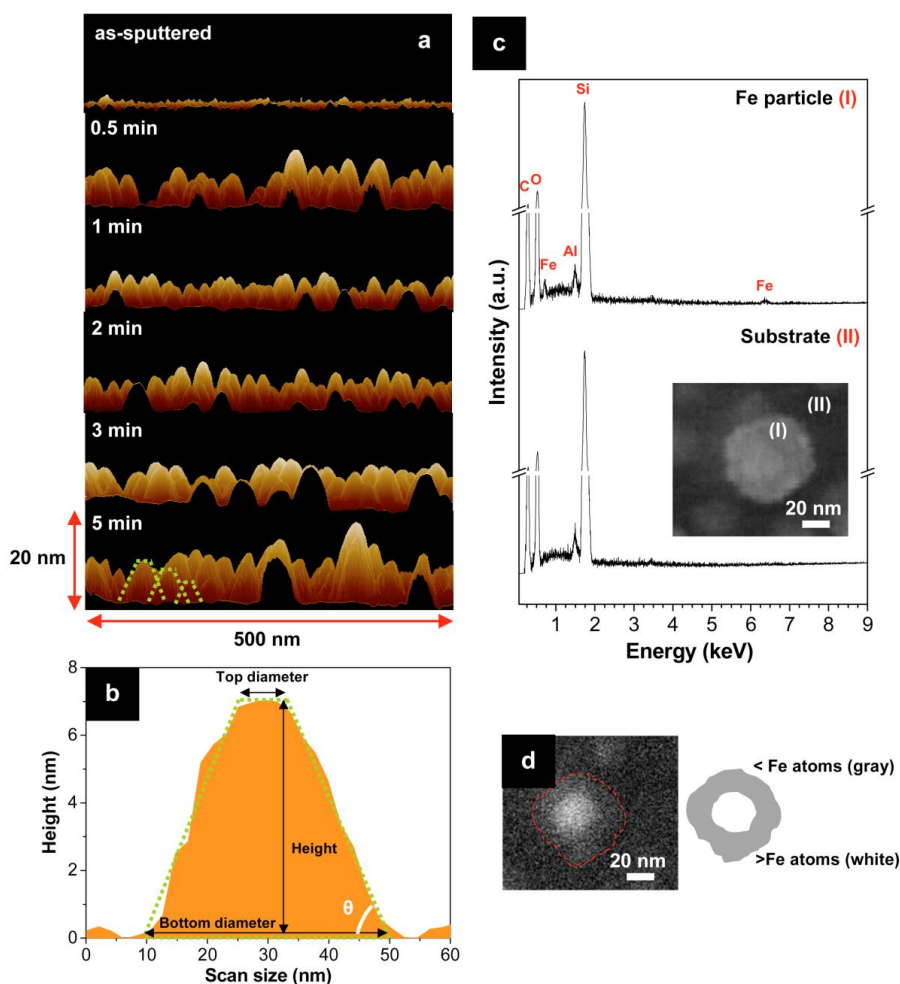 a
as-sputtered
0.5 min
1 min
2 min
3 min
5 min
20 nm
500 nm
b
8
6
4
2
0
Height (nm)
Top diameter
Height
Bottom diameter
θ
0 10 20 30 40 50 60
Scan size (nm)
c
Fe particle (I)
Si
C
O
Fe
Al
Fe
Substrate (II)
(II)
(I)
20 nm
Intensity (a.u.)
1 2 3 4 5 6 7 8 9
Energy (keV)
d
20 nm
< Fe atoms (gray)
>Fe atoms (white)